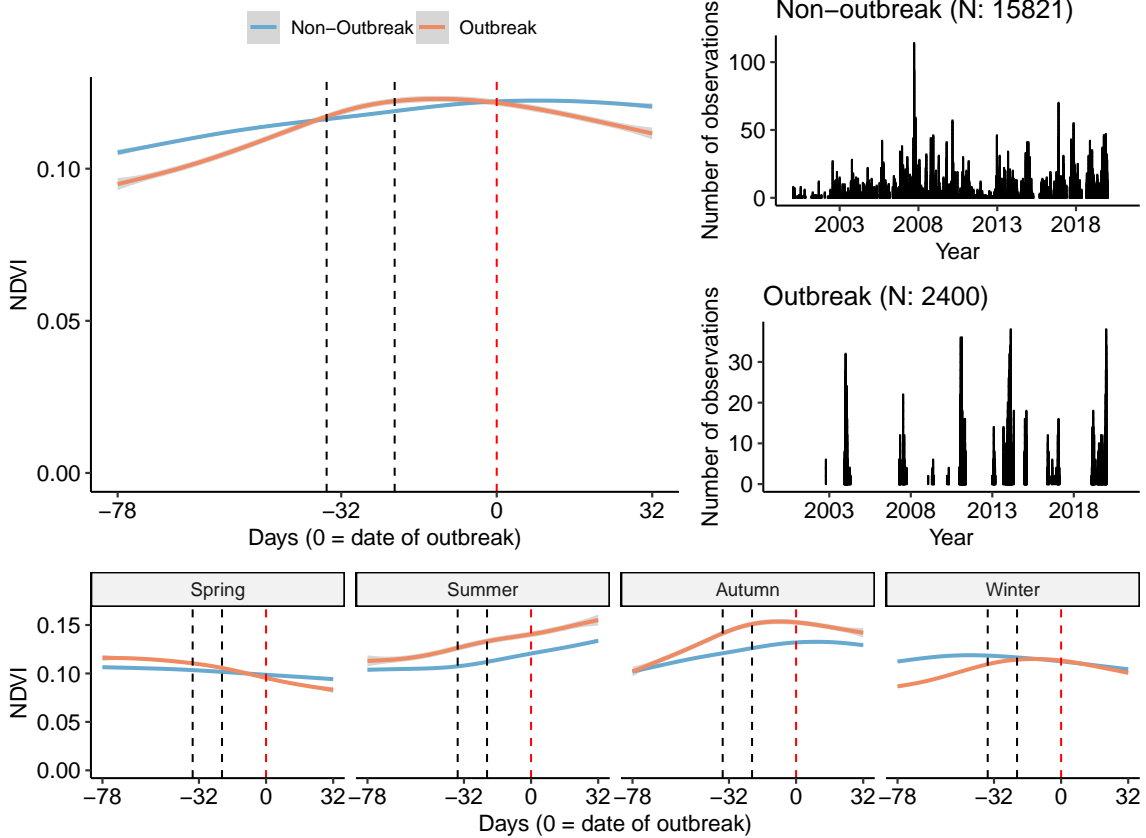 Non−Outbreak Outbreak
NDVI
0.10
0.05
0.00
−78 −32 0 32
Days (0 = date of outbreak)
Non−outbreak (N: 15821)
Number of observations
100
50
0
2003 2008 2013 2018
Year
Outbreak (N: 2400)
Number of observations
30
20
10
0
2003 2008 2013 2018
Year
Spring Summer Autumn Winter
NDVI
0.15
0.10
0.05
0.00
−78 −32 0 32 −78 −32 0 32 −78 −32 0 32 −78 −32 0 32
Days (0 = date of outbreak)